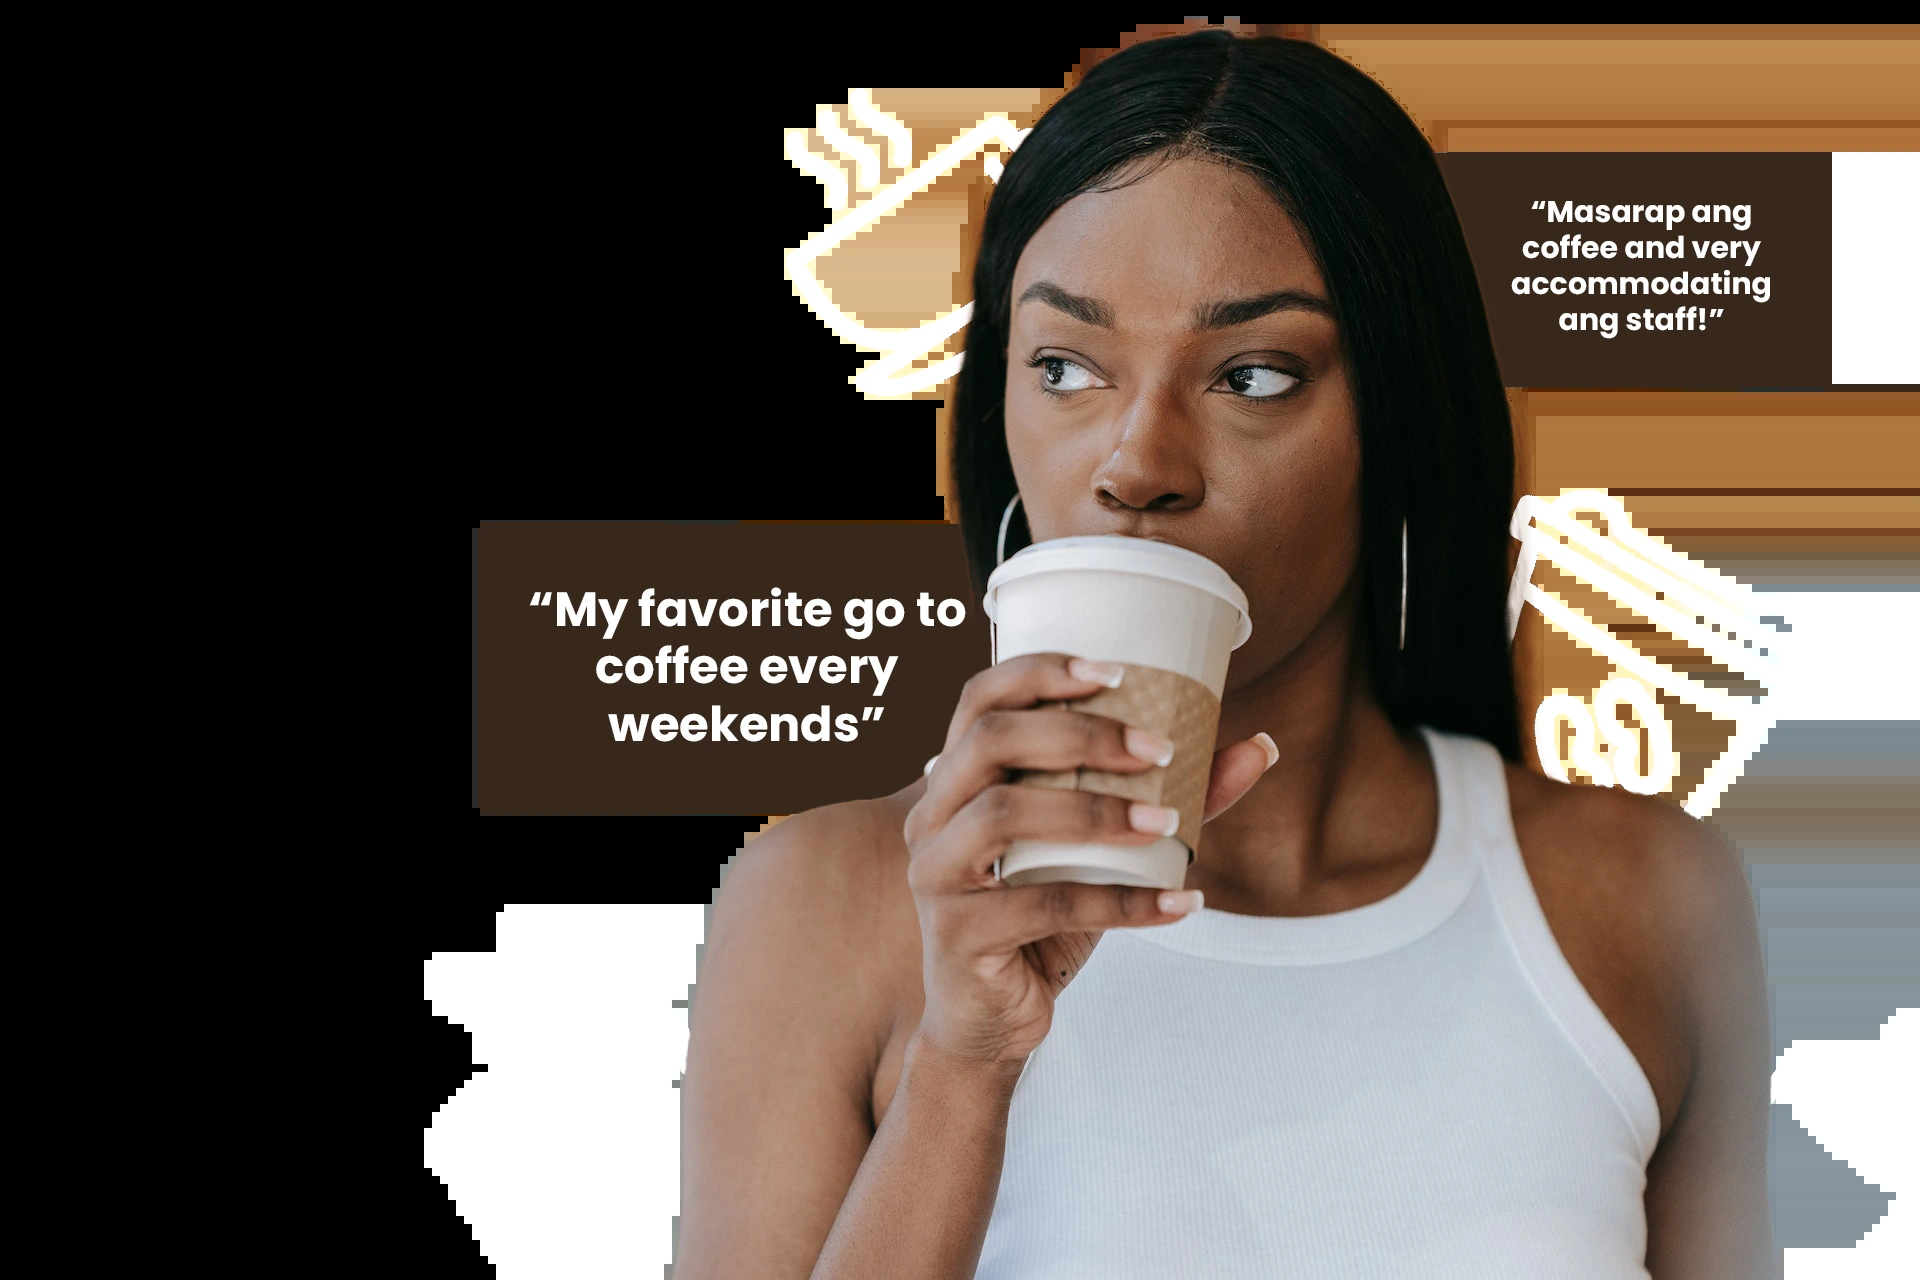 “Masarap ang
coffee and very
accommodating
ang staff!”
“My favorite go to
coffee every
weekends”